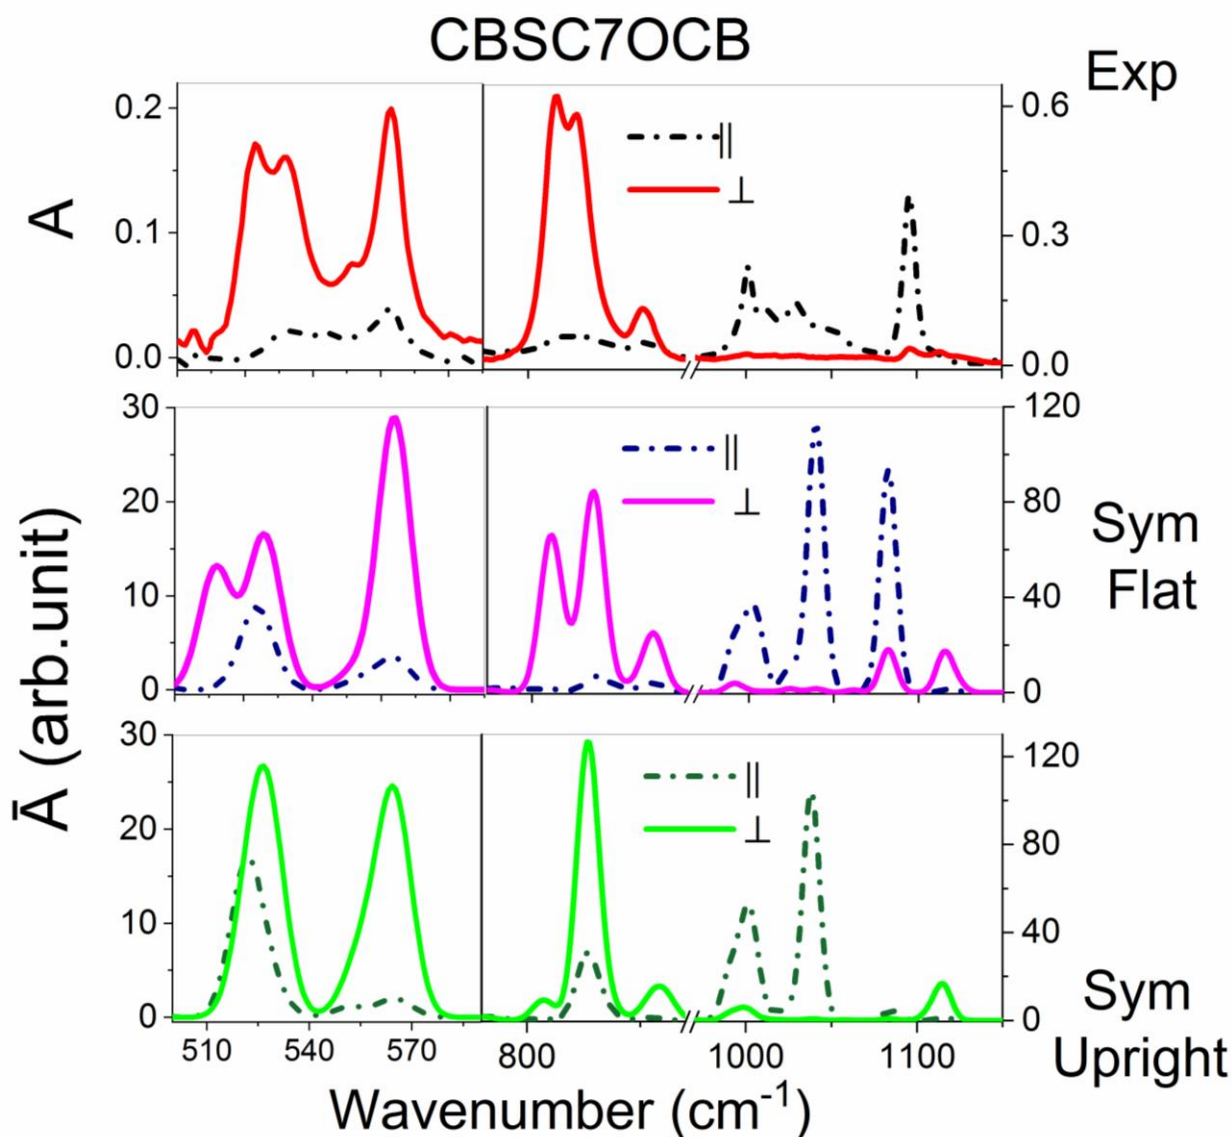 CBSC7OCB
Exp
A
0.2
0.1
0.0
||
⊥
0.6
0.3
0.0
Ā (arb.unit)
30
20
10
0
||
⊥
120
80
40
0
Sym
Flat
30
20
10
0
||
⊥
120
80
40
0
Sym
Upright
510 540 570 800 1000 1100
Wavenumber (cm⁻¹)